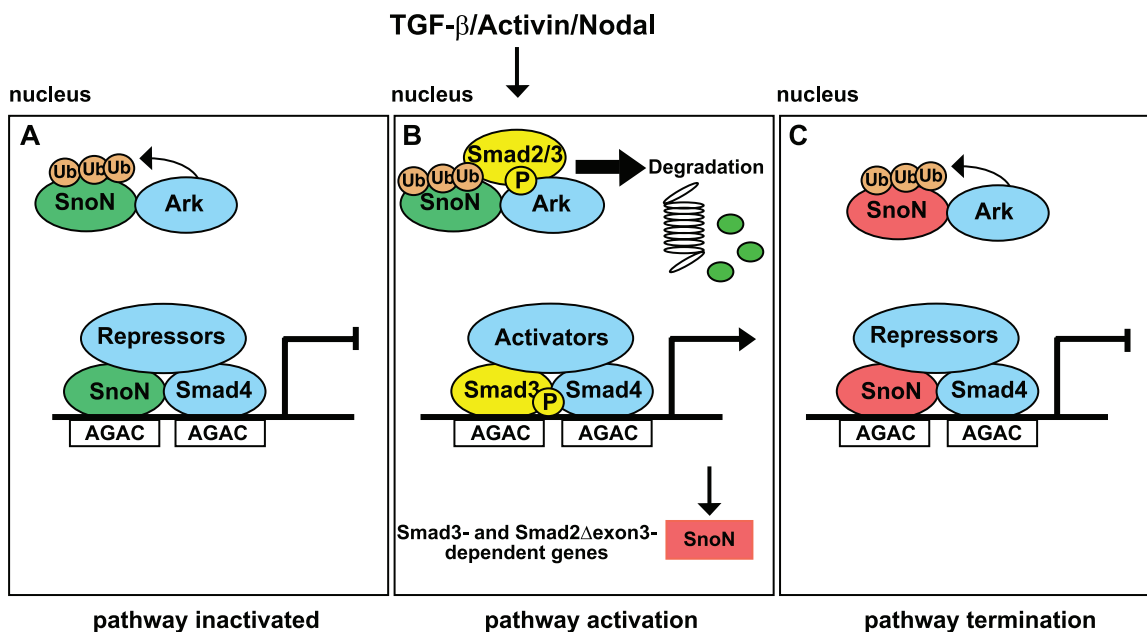 TGF-β/Activin/Nodal
nucleus
A
Ub Ub Ub
SnoN Ark
Repressors
SnoN Smad4
AGAC AGAC
pathway inactivated
nucleus
B
Smad2/3
P
Ub Ub Ub
SnoN Ark
Degradation
Activators
Smad3 P Smad4
AGAC AGAC
Smad3- and Smad2Δexon3-
dependent genes
SnoN
pathway activation
nucleus
C
Ub Ub Ub
SnoN Ark
Repressors
SnoN Smad4
AGAC AGAC
pathway termination